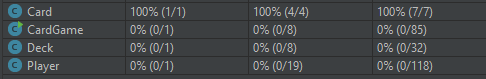 C Card 100% (1/1) 100% (4/4) 100% (7/7)
C CardGame 0% (0/1) 0% (0/8) 0% (0/85)
C Deck 0% (0/1) 0% (0/8) 0% (0/32)
C Player 0% (0/1) 0% (0/19) 0% (0/118)